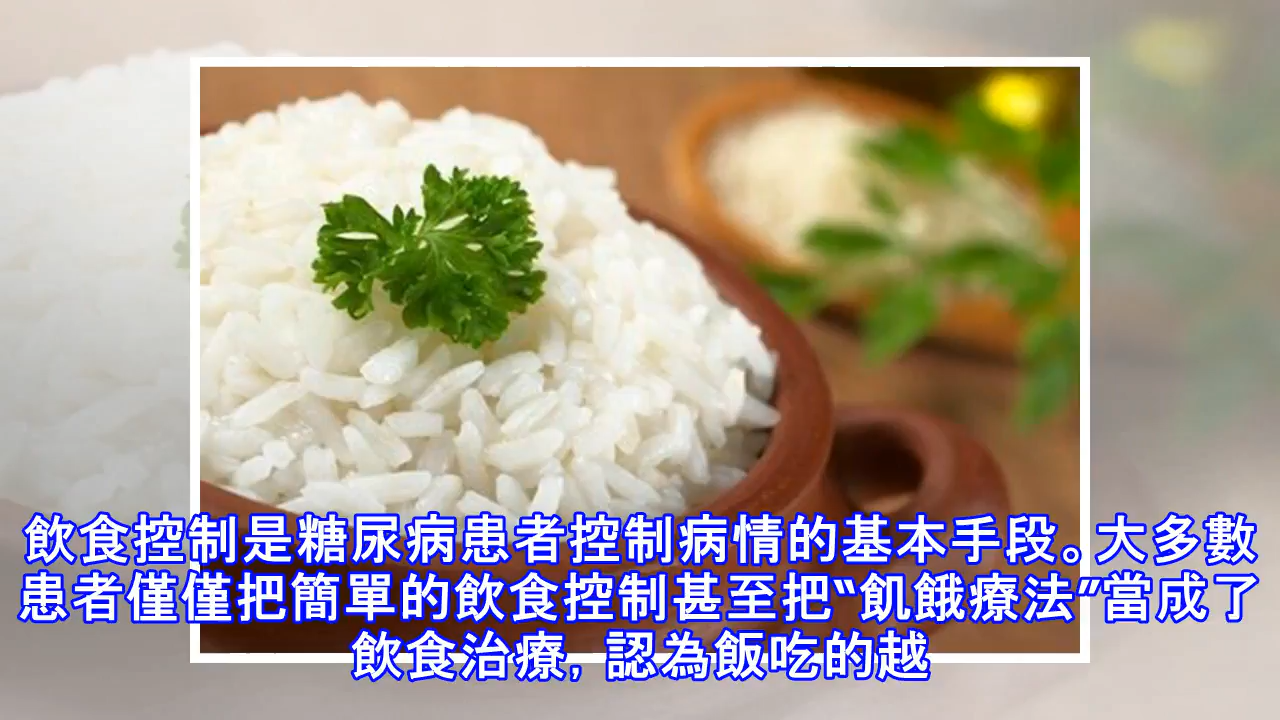 飲食控制是糖尿病患者控制病情的基本手段。大多數
患者僅僅把簡單的飲食控制甚至把“飢餓療法”當成了
飲食治療, 認為飯吃的越